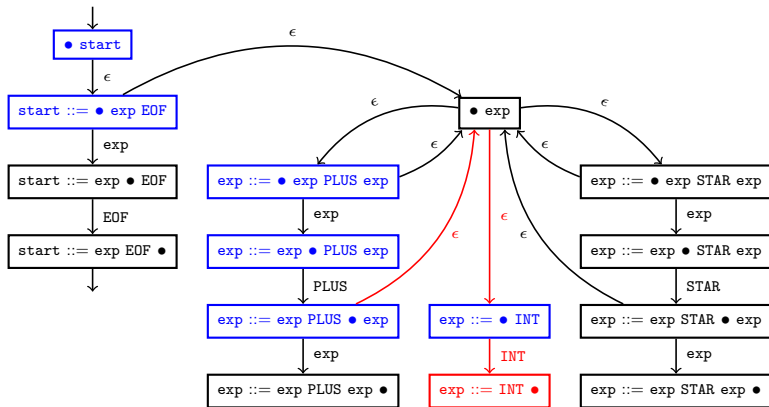 ● start
ϵ
ϵ
start ::= ● exp EOF
● exp
ϵ
ϵ
exp
ϵ
ϵ
start ::= exp ● EOF
exp ::= ● exp PLUS exp
exp ::= ● exp STAR exp
EOF
exp
ϵ
ϵ
ϵ
exp
start ::= exp EOF ●
exp ::= exp ● PLUS exp
exp ::= exp ● STAR exp
PLUS
STAR
exp ::= exp PLUS ● exp
exp ::= ● INT
exp ::= exp STAR ● exp
exp
INT
exp
exp ::= exp PLUS exp ●
exp ::= INT ●
exp ::= exp STAR exp ●